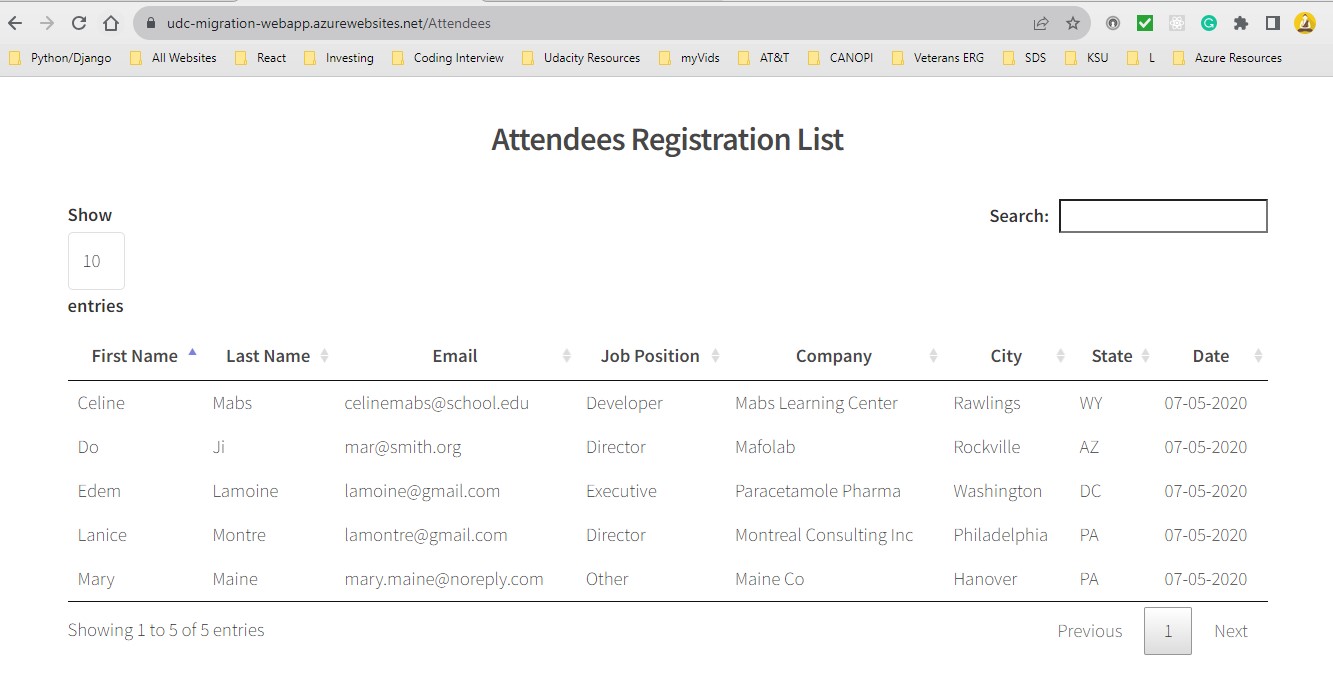 udc-migration-webapp.azurewebsites.net/Attendees
Python/Django All Websites React Investing Coding Interview Udacity Resources myVids AT&T CANOPI Veterans ERG SDS KSU L Azure Resources
Attendees Registration List
Show
Search:
10
entries
First Name Last Name Email Job Position Company City State Date
Celine Mabs celinemabs@school.edu Developer Mabs Learning Center Rawlings WY 07-05-2020
Do Ji mar@smith.org Director Mafolab Rockville AZ 07-05-2020
Edem Lamoine lamoine@gmail.com Executive Paracetamole Pharma Washington DC 07-05-2020
Lanice Montre lamontre@gmail.com Director Montreal Consulting Inc Philadelphia PA 07-05-2020
Mary Maine mary.maine@noreply.com Other Maine Co Hanover PA 07-05-2020
Showing 1 to 5 of 5 entries Previous 1 Next